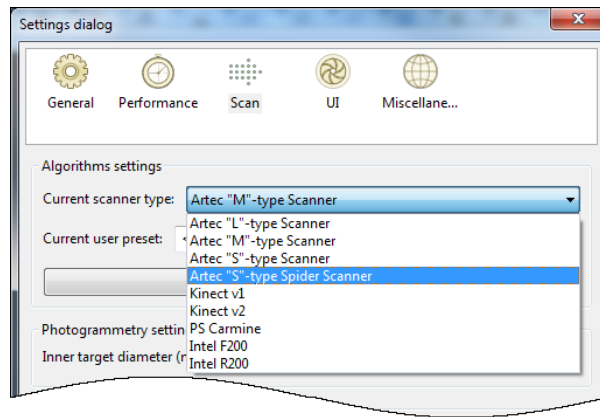 Settings dialog
General Performance Scan UI Miscellane...
Algorithms settings
Current scanner type: Artec "M"-type Scanner
Artec "L"-type Scanner
Current user preset:
Artec "M"-type Scanner
Artec "S"-type Scanner
Artec "S"-type Spider Scanner
Kinect v1
Kinect v2
Photogrammetry settin
PS Carmine
Intel F200
Inner target diameter (
Intel R200